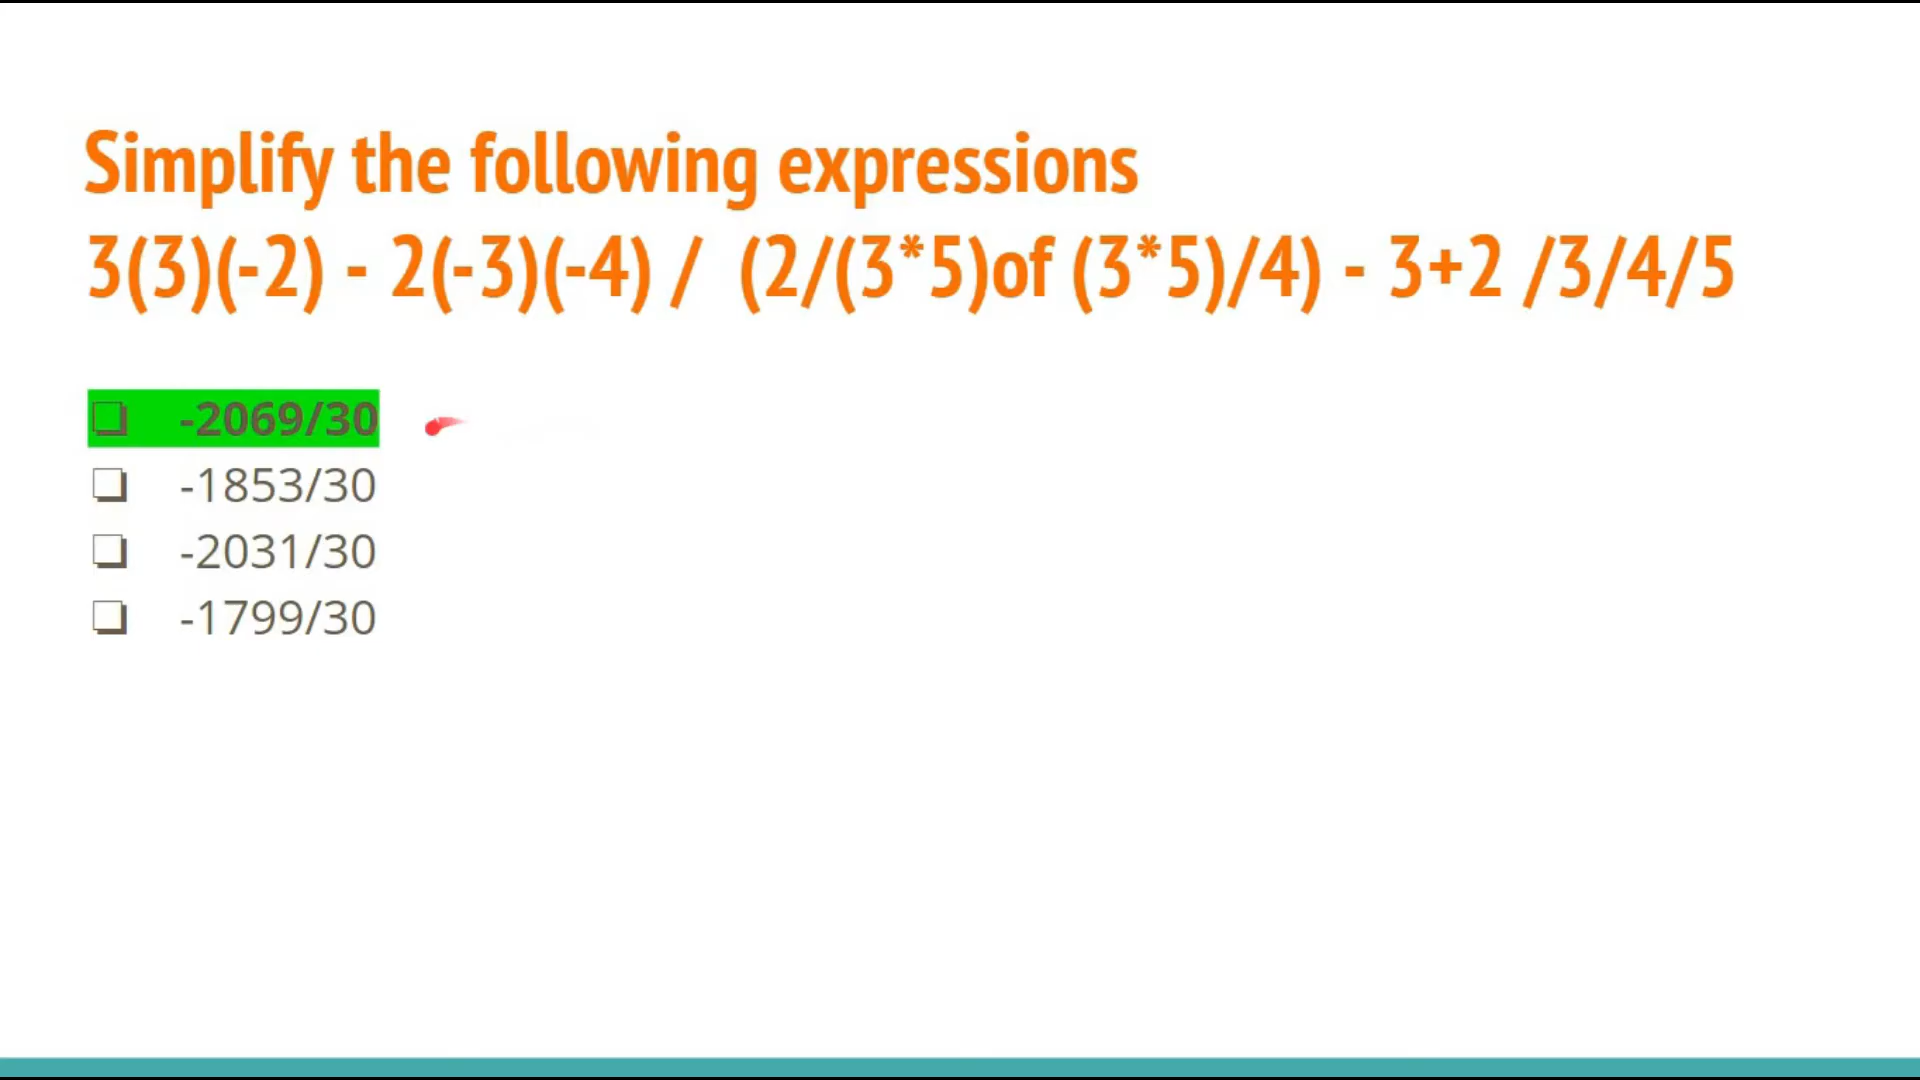 Simplify the following expressions
3(3)(-2) - 2(-3)(-4) / (2/(3*5)of (3*5)/4) - 3+2 /3/4/5
❏ -2069/30
❏ -1853/30
❏ -2031/30
❏ -1799/30